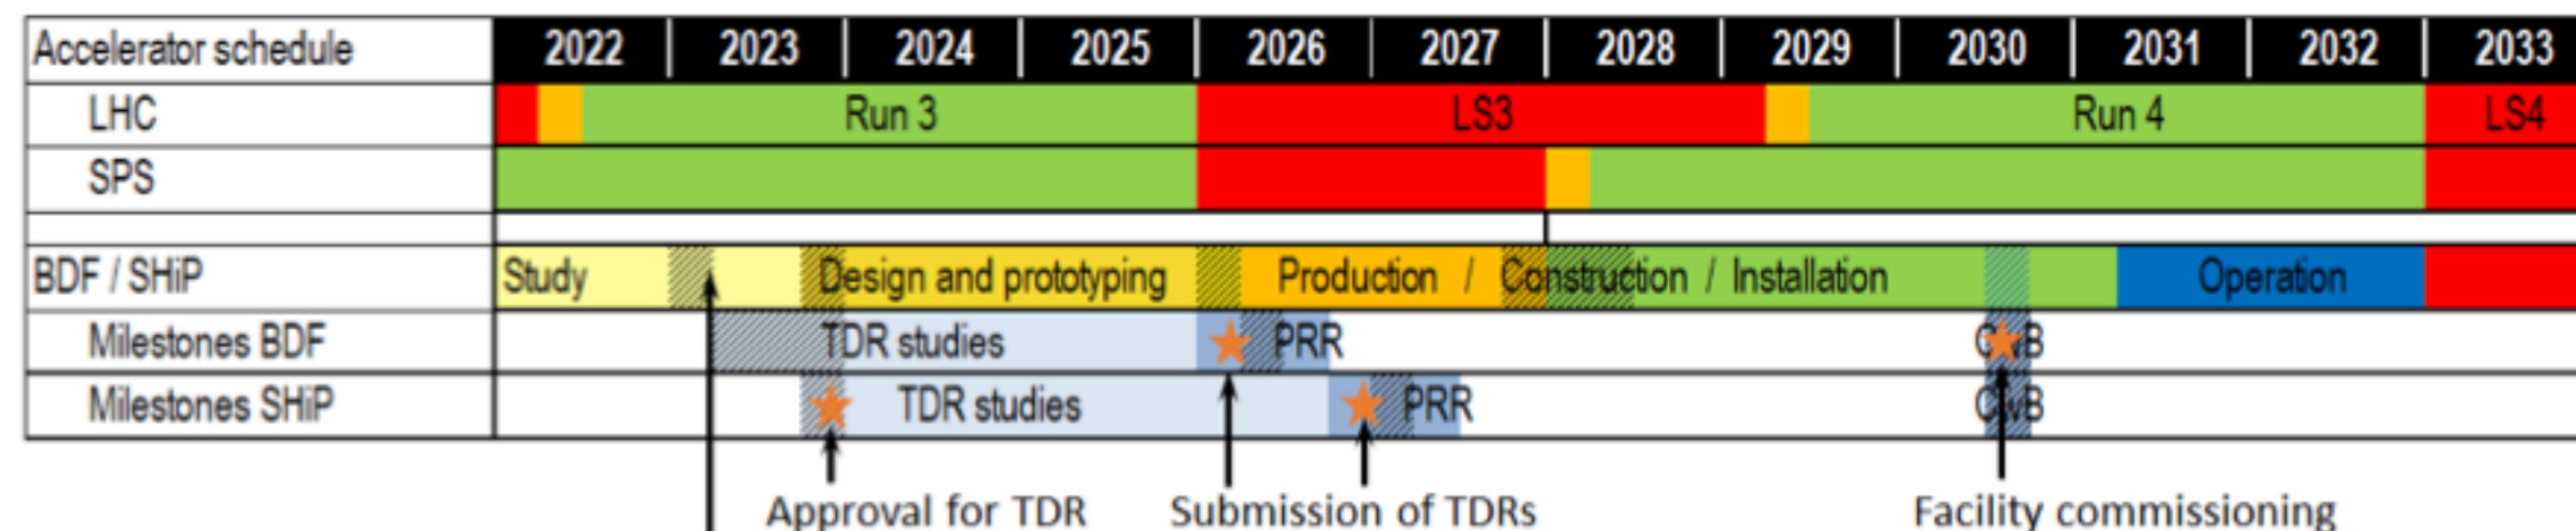 Accelerator schedule 2022 2023 2024 2025 2026 2027 2028 2029 2030 2031 2032 2033
LHC Run 3 LS3 Run 4 LS4
SPS
BDF / SHiP Study Design and prototyping Production / Construction / Installation Operation
Milestones BDF TDR studies PRR CwB
Milestones SHiP TDR studies PRR CwB
Approval for TDR Submission of TDRs Facility commissioning